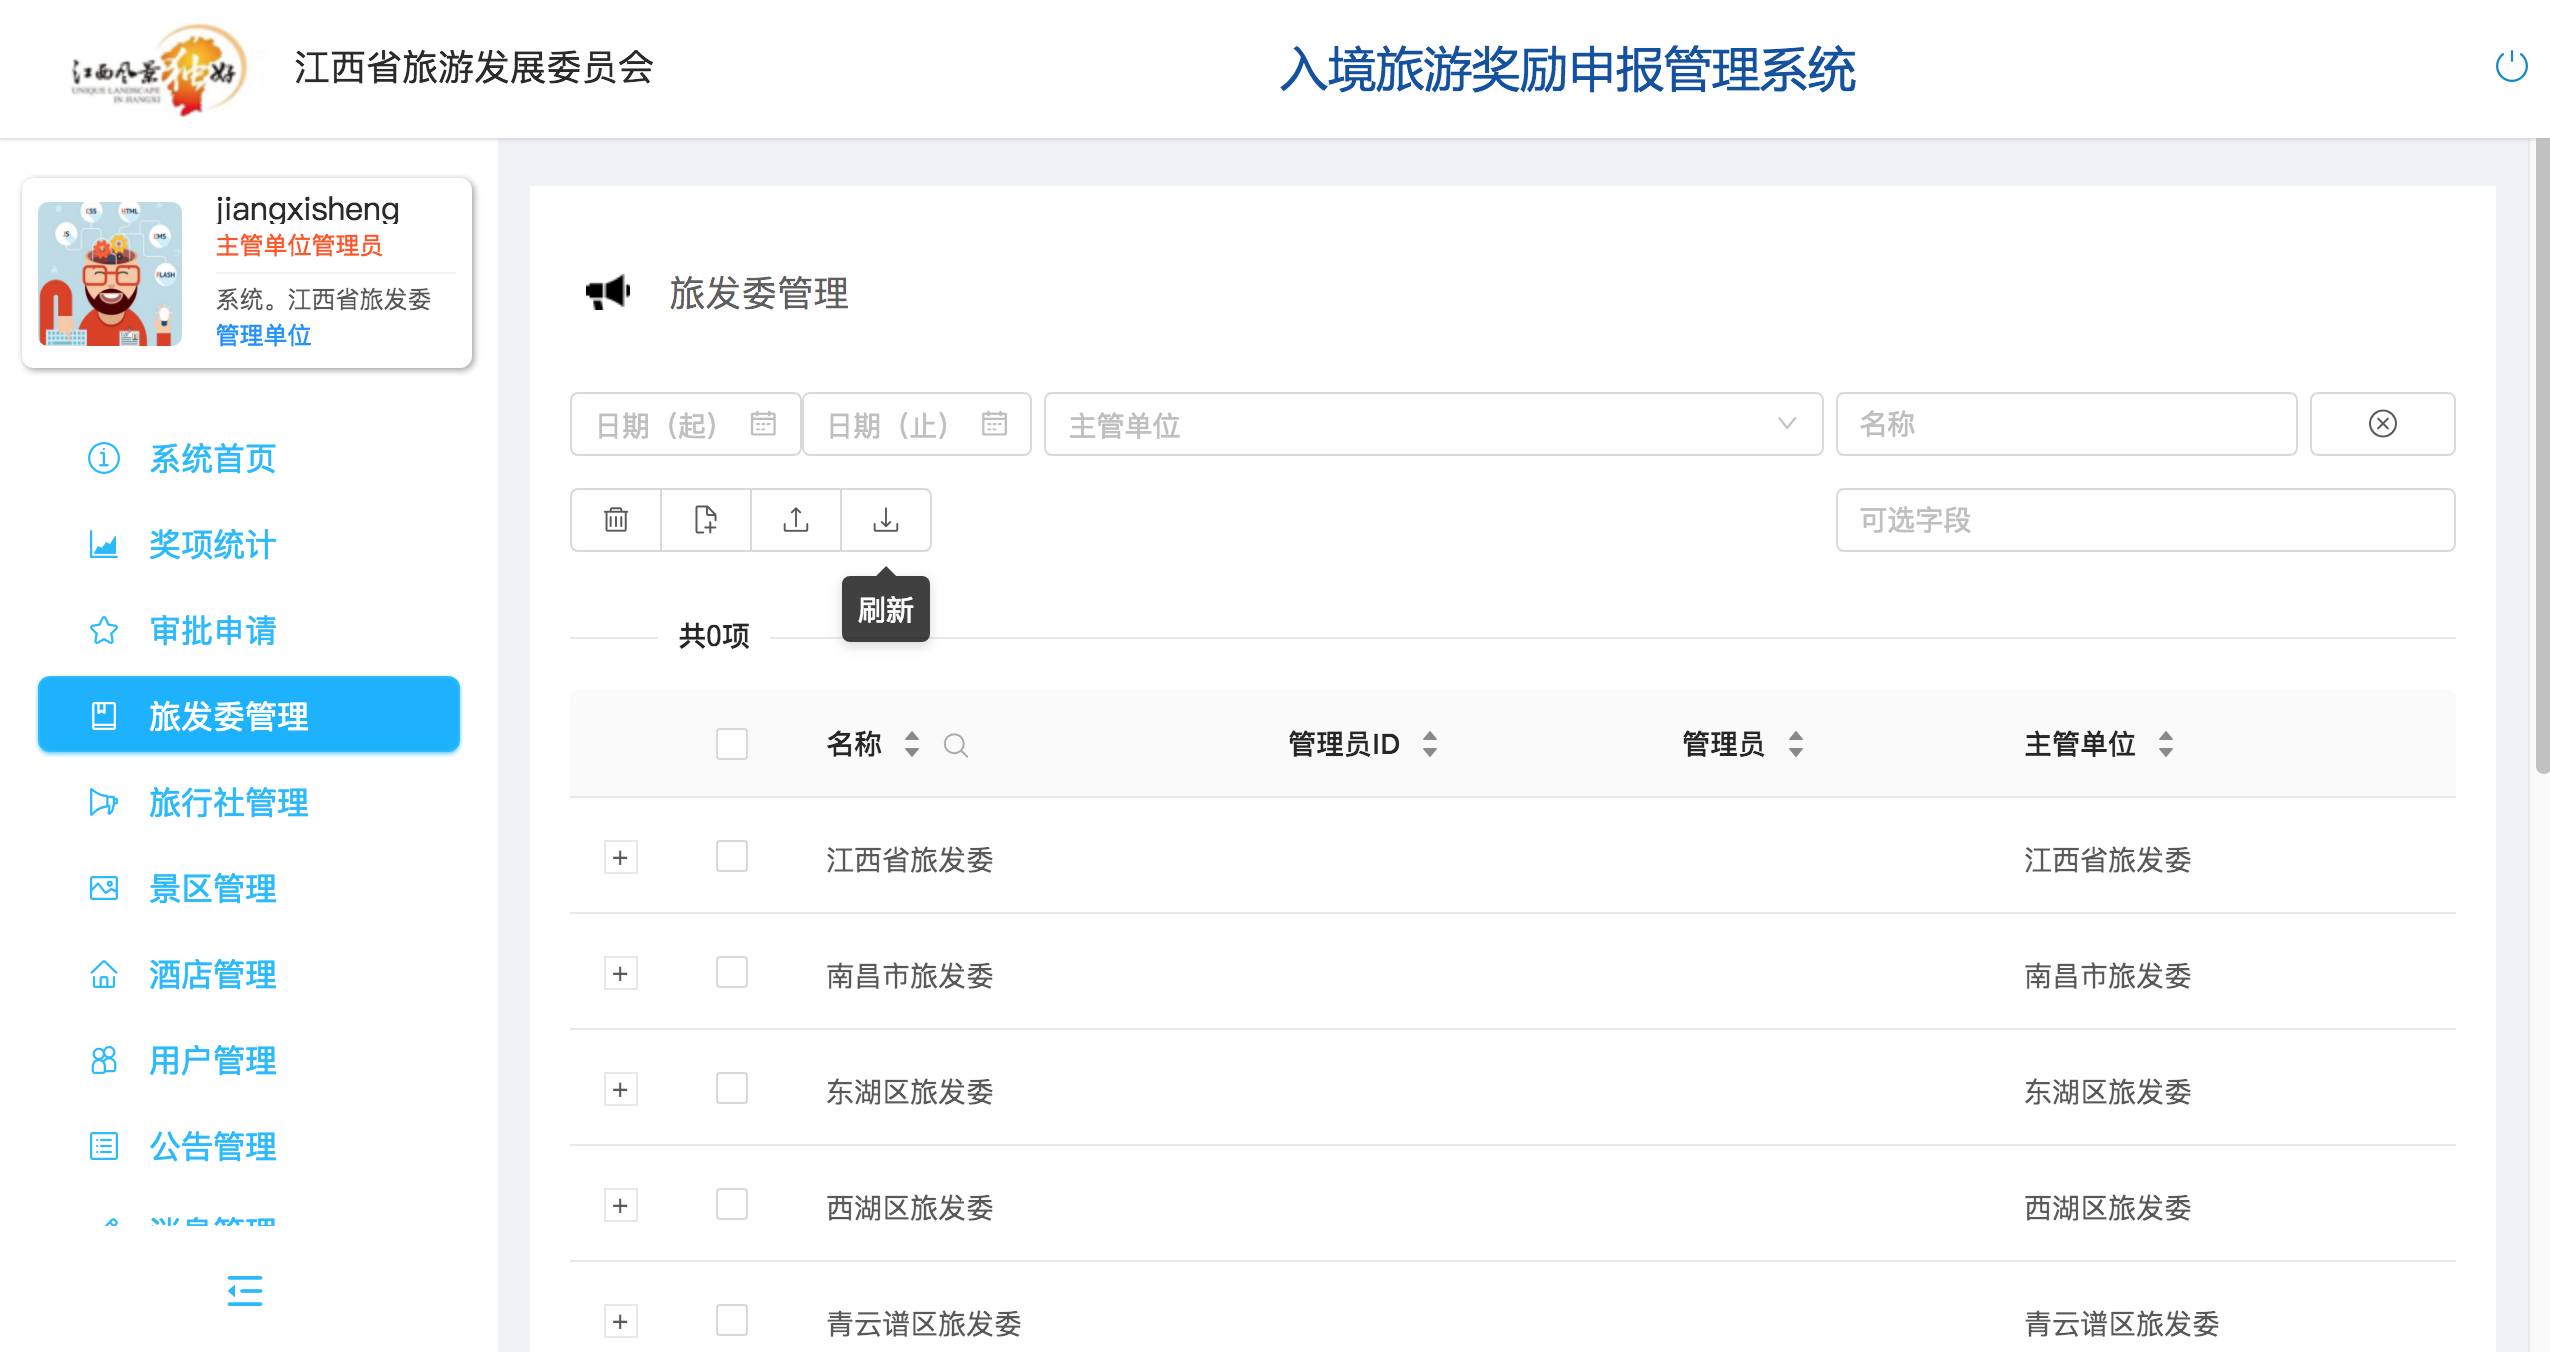 江西风景独好
UNIQUE LANDSCAPE
IN JIANGXI
江西省旅游发展委员会
入境旅游奖励申报管理系统
CSS
HTML
JS
CMS
FLASH
jiangxisheng
主管单位管理员
系统。江西省旅发委
管理单位
系统首页
奖项统计
审批申请
旅发委管理
旅行社管理
景区管理
酒店管理
用户管理
公告管理
消息管理
旅发委管理
日期（起）
日期（止）
主管单位
名称
可选字段
刷新
共0项
名称 管理员ID 管理员 主管单位
江西省旅发委 江西省旅发委
南昌市旅发委 南昌市旅发委
东湖区旅发委 东湖区旅发委
西湖区旅发委 西湖区旅发委
青云谱区旅发委 青云谱区旅发委